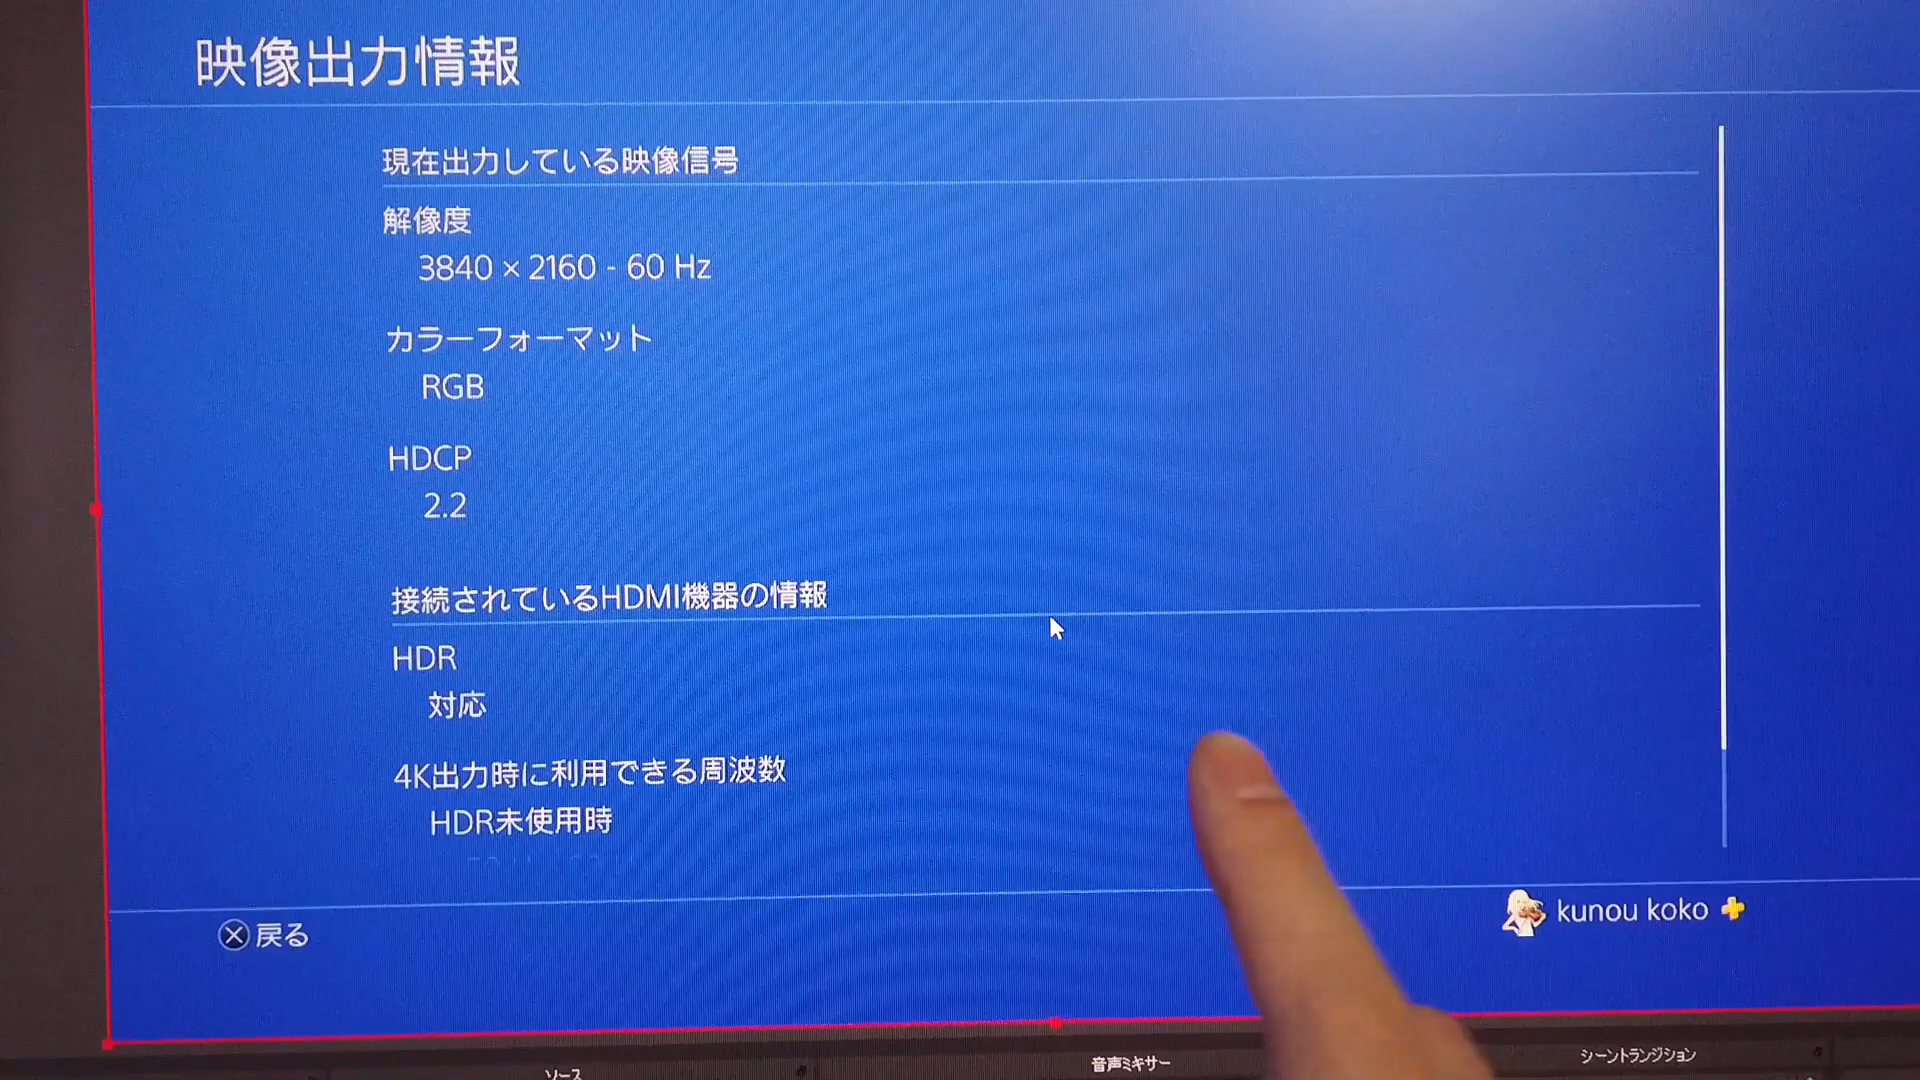 映像出力情報
現在出力している映像信号
解像度
3840 × 2160 - 60 Hz
カラーフォーマット
RGB
HDCP
2.2
接続されているHDMI機器の情報
HDR
対応
4K出力時に利用できる周波数
HDR未使用時
戻る
kunou koko
ソース
音声ミキサー
シーントランジション